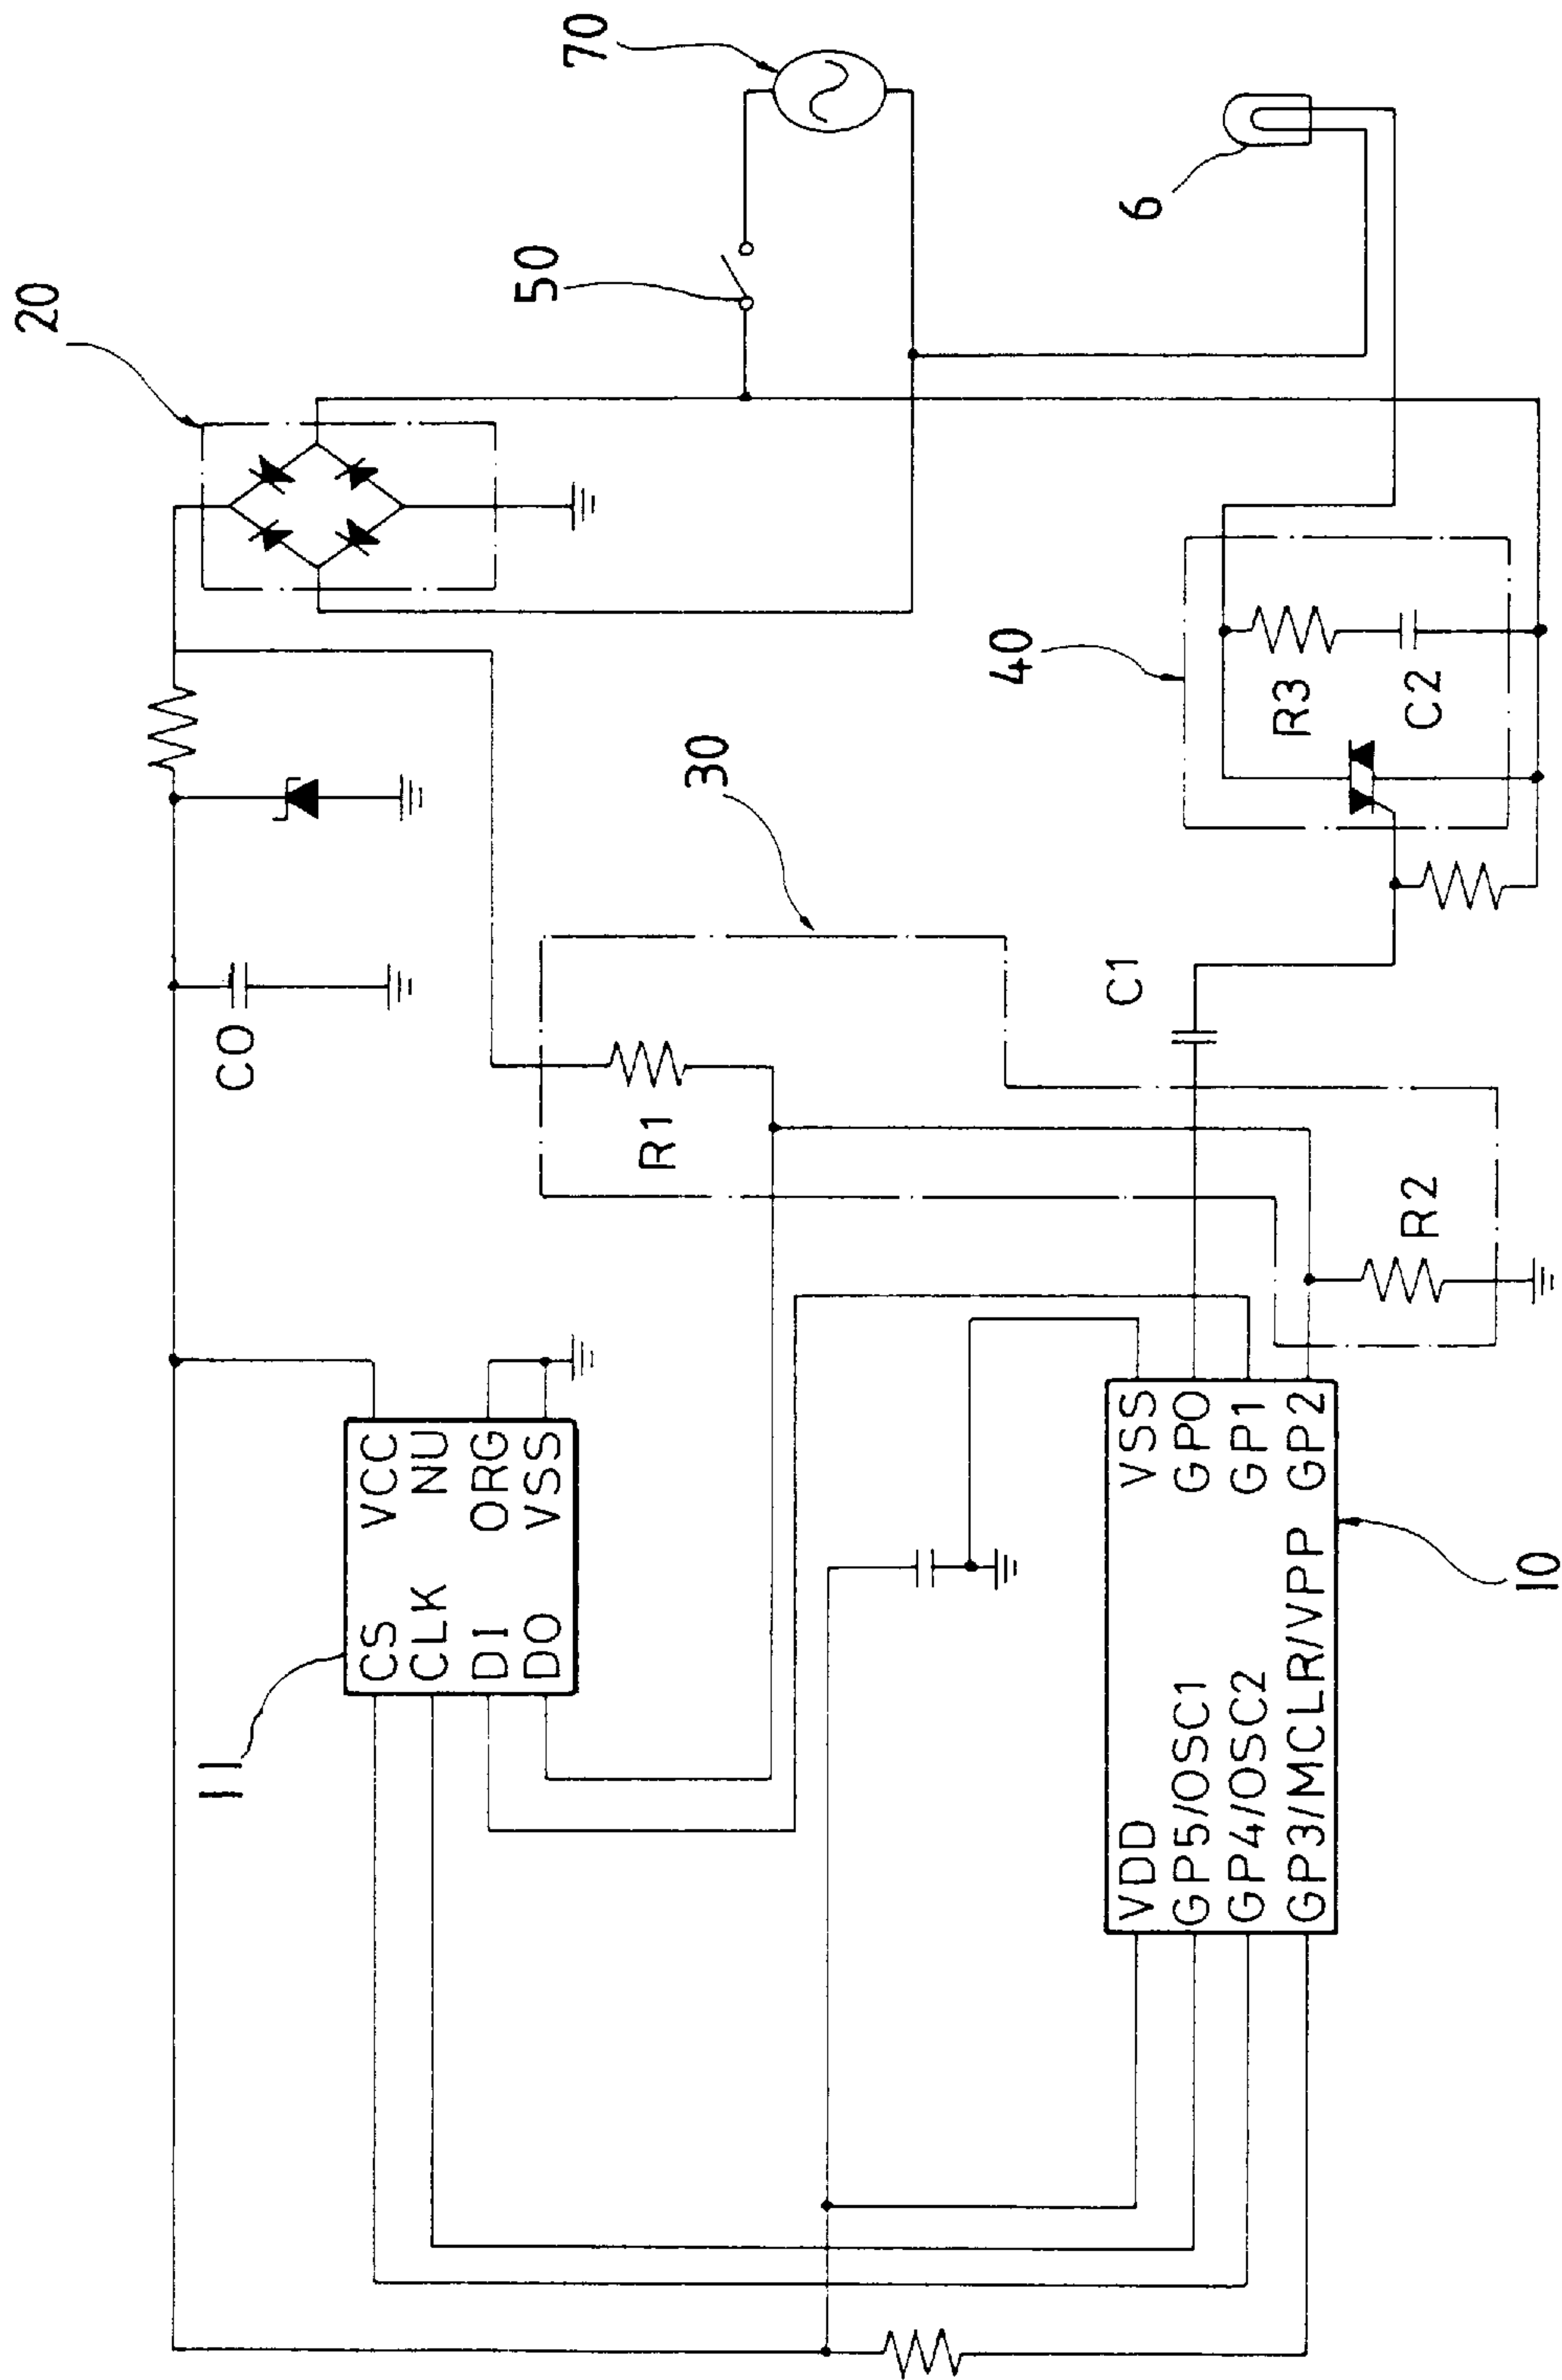 20
50
70
6
40
R3
C2
30
C1
C0
R1
R2
11
CS VCC
CLK NU
DI ORG
DO VSS
VDD VSS
GP5/OSC1 GP0
GP4/OSC2 GP1
GP3/MCLR/VPP GP2
10